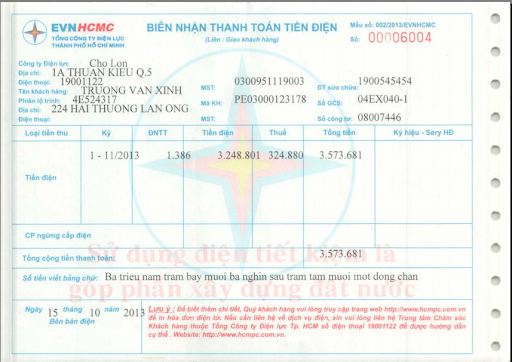 EVNHCMC
TỔNG CÔNG TY ĐIỆN LỰC
THÀNH PHỐ HỒ CHÍ MINH
BIÊN NHẬN THANH TOÁN TIỀN ĐIỆN
(Liên : Giao khách hàng)
Mẫu số: 002/2013/EVNHCMC
Số: 00006004
Công ty Điện lực Cho Lon
Địa chỉ: 1A THUAN KIEU Q.5
Điện thoại: 19001122 MST: 0300951119003 ĐT sửa chữa: 1900545454
Tên khách hàng: TRUONG VAN XINH
Phiên lộ trình: 4E524317 Mã KH: PE03000123178 Số GCS: 04EX040-1
Địa chỉ: 224 HAI THUONG LAN ONG
Điện thoại: MST: Số công tơ: 08007446
Loại tiền thu Kỳ ĐNTT Tiền điện Thuế Tổng tiền Ký hiệu - Sery HĐ
Tiền điện 1 - 11/2013 1.386 3.248.801 324.880 3.573.681
CP ngừng cấp điện
Sử dụng điện tiết kiệm là
Tổng cộng tiền thanh toán: 3.573.681
Số tiền viết bằng chữ: Ba trieu nam tram bay muoi ba nghin sau tram tam muoi mot dong chan
góp phần xây dựng đất nước
Ngày 15 tháng 10 năm 2013
Bên bán điện
Lưu ý : Để biết thêm chi tiết, Quý khách hàng vui lòng truy cập trang web http://www.hcmpc.com.vn
để in hóa đơn điện tử. Nếu cần liên hệ về dịch vụ điện, xin vui lòng liên hệ Trung tâm Chăm sóc
Khách hàng thuộc Tổng Công ty Điện lực Tp. HCM số điện thoại 19001122 để được hướng dẫn
cụ thể . Website: http://www.hcmpc.com.vn.